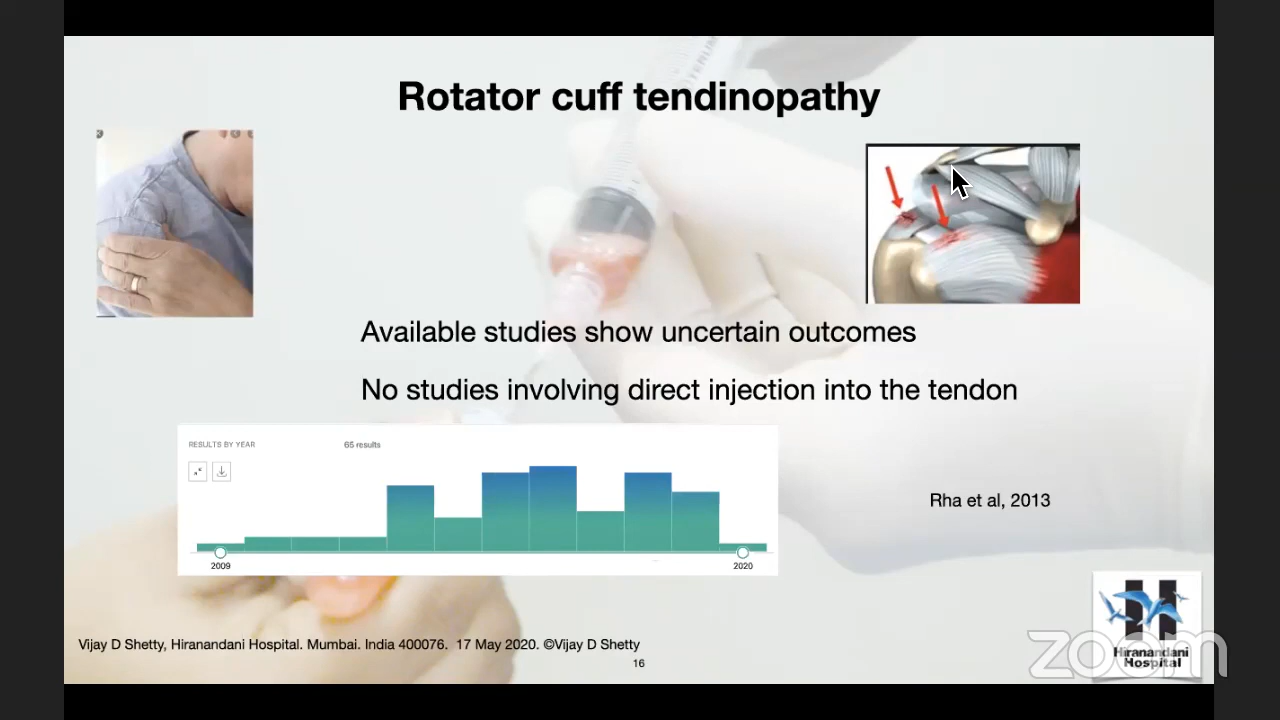 Rotator cuff tendinopathy
Available studies show uncertain outcomes
No studies involving direct injection into the tendon
RESULTS BY YEAR
65 results
2009
2020
Rha et al, 2013
Vijay D Shetty, Hiranandani Hospital. Mumbai. India 400076. 17 May 2020. ©Vijay D Shetty
16
H
Hiranandani
Hospital
zoom